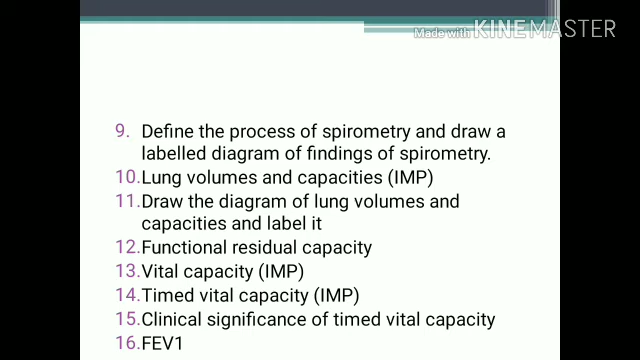 Made with KINEMASTER
9. Define the process of spirometry and draw a
labelled diagram of findings of spirometry.
10. Lung volumes and capacities (IMP)
11. Draw the diagram of lung volumes and
capacities and label it
12. Functional residual capacity
13. Vital capacity (IMP)
14. Timed vital capacity (IMP)
15. Clinical significance of timed vital capacity
16. FEV1